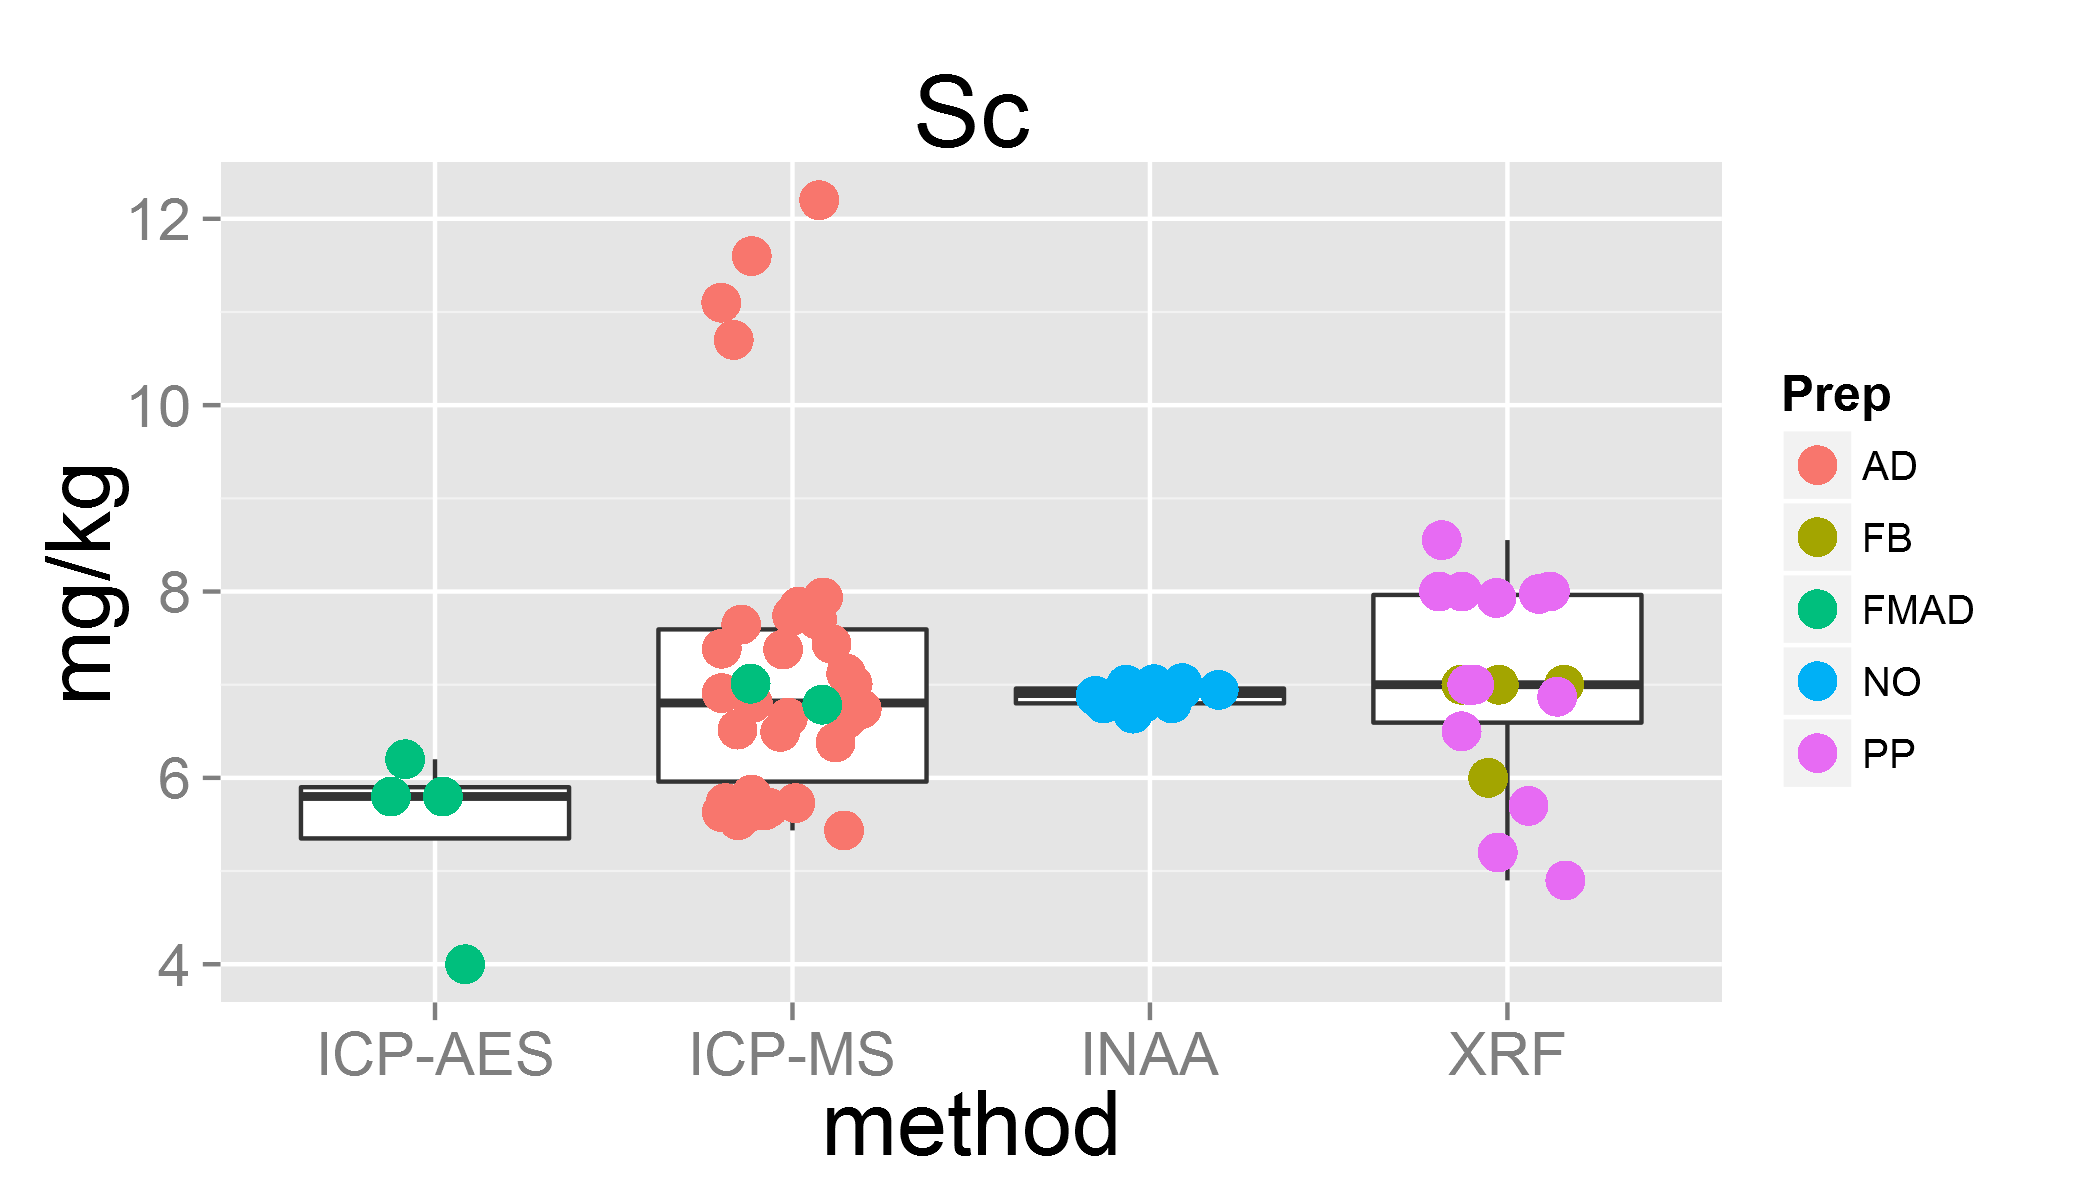 Sc
mg/kg
12
10
8
6
4
ICP-AES ICP-MS INAA XRF
method
Prep
AD
FB
FMAD
NO
PP